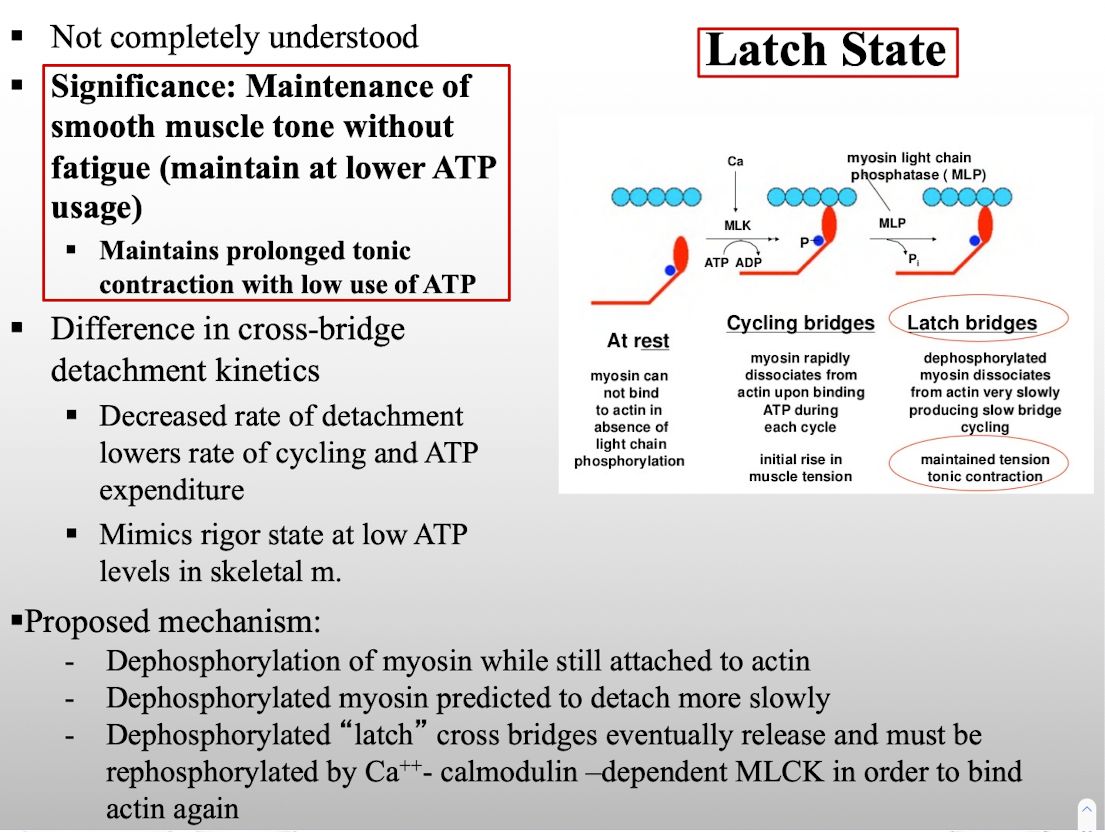 ▪ Not completely understood
▪ Significance: Maintenance of
smooth muscle tone without
fatigue (maintain at lower ATP
usage)
▪ Maintains prolonged tonic
contraction with low use of ATP
▪ Difference in cross-bridge
detachment kinetics
▪ Decreased rate of detachment
lowers rate of cycling and ATP
expenditure
▪ Mimics rigor state at low ATP
levels in skeletal m.
▪Proposed mechanism:
- Dephosphorylation of myosin while still attached to actin
- Dephosphorylated myosin predicted to detach more slowly
- Dephosphorylated “latch” cross bridges eventually release and must be
rephosphorylated by Ca++- calmodulin –dependent MLCK in order to bind
actin again
Latch State
Ca
myosin light chain
phosphatase ( MLP)
MLK
MLP
P
ATP ADP
Pi
At rest
myosin can
not bind
to actin in
absence of
light chain
phosphorylation
Cycling bridges
myosin rapidly
dissociates from
actin upon binding
ATP during
each cycle
initial rise in
muscle tension
Latch bridges
dephosphorylated
myosin dissociates
from actin very slowly
producing slow bridge
cycling
maintained tension
tonic contraction